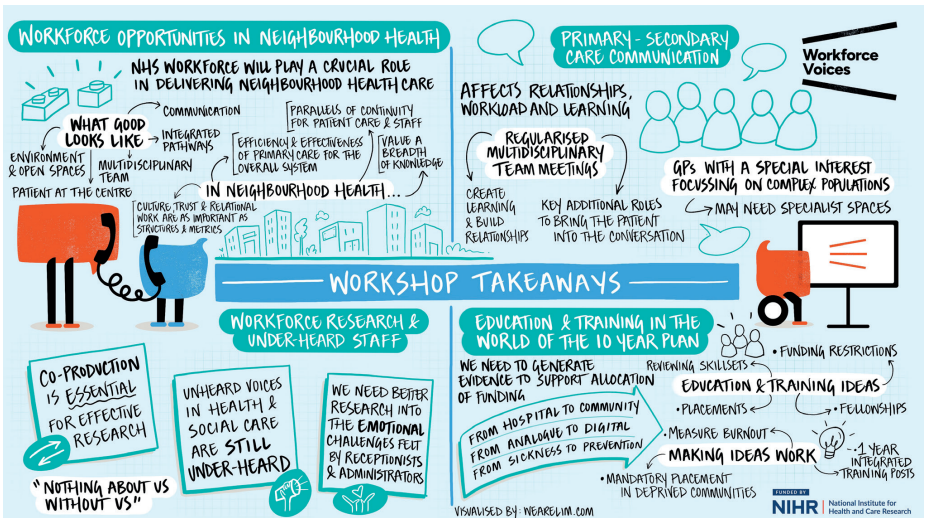 WORKFORCE OPPORTUNITIES IN NEIGHBOURHOOD HEALTH
NHS WORKFORCE WILL PLAY A CRUCIAL ROLE
IN DELIVERING NEIGHBOURHOOD HEALTH CARE
WHAT GOOD
LOOKS LIKE
COMMUNICATION
INTEGRATED
PATHWAYS
MULTIDISCIPLINARY
TEAM
ENVIRONMENT
& OPEN SPACES
PATIENT AT THE CENTRE
IN NEIGHBOURHOOD HEALTH...
CULTURE, TRUST & RELATIONAL
WORK ARE AS IMPORTANT AS
STRUCTURES & METRICS
EFFICIENCY & EFFECTIVENESS
OF PRIMARY CARE FOR THE
OVERALL SYSTEM
PARALLELS OF CONTINUITY
FOR PATIENT CARE & STAFF
VALUE A
BREADTH
OF KNOWLEDGE
PRIMARY - SECONDARY
CARE COMMUNICATION
Workforce
Voices
AFFECTS RELATIONSHIPS,
WORKLOAD AND LEARNING
REGULARISED
MULTIDISCIPLINARY
TEAM MEETINGS
CREATE
LEARNING
& BUILD
RELATIONSHIPS
KEY ADDITIONAL ROLES
TO BRING THE PATIENT
INTO THE CONVERSATION
GPs WITH A SPECIAL INTEREST
FOCUSSING ON COMPLEX POPULATIONS
MAY NEED SPECIALIST SPACES
WORKSHOP TAKEAWAYS
WORKFORCE RESEARCH &
UNDER-HEARD STAFF
CO-PRODUCTION
IS ESSENTIAL
FOR EFFECTIVE
RESEARCH
"NOTHING ABOUT US
WITHOUT US"
UNHEARD VOICES
IN HEALTH &
SOCIAL CARE
ARE STILL
UNDER-HEARD
WE NEED BETTER
RESEARCH INTO
THE EMOTIONAL
CHALLENGES FELT
BY RECEPTIONISTS
& ADMINISTRATORS
EDUCATION & TRAINING IN THE
WORLD OF THE 10 YEAR PLAN
WE NEED TO GENERATE
EVIDENCE TO SUPPORT ALLOCATION
OF FUNDING
FROM HOSPITAL TO COMMUNITY
FROM ANALOGUE TO DIGITAL
FROM SICKNESS TO PREVENTION
REVIEWING SKILLSETS
• FUNDING RESTRICTIONS
EDUCATION & TRAINING IDEAS
• PLACEMENTS
• FELLOWSHIPS
• MEASURE BURNOUT
MAKING IDEAS WORK
• 1 YEAR
INTEGRATED
TRAINING POSTS
• MANDATORY PLACEMENT
IN DEPRIVED COMMUNITIES
VISUALISED BY: WEARELIM.COM
FUNDED BY
NIHR | National Institute for
Health and Care Research